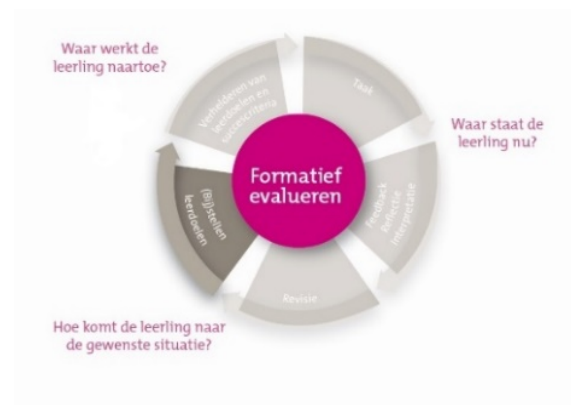 Waar werkt de
leerling naartoe?
Verhelderen van
leerdoelen en
succescriteria
Taak
Waar staat de
leerling nu?
Formatief
evalueren
Feedback
Reflectie
Interpretatie
(Bij)stellen
leerdoelen
Revisie
Hoe komt de leerling naar
de gewenste situatie?